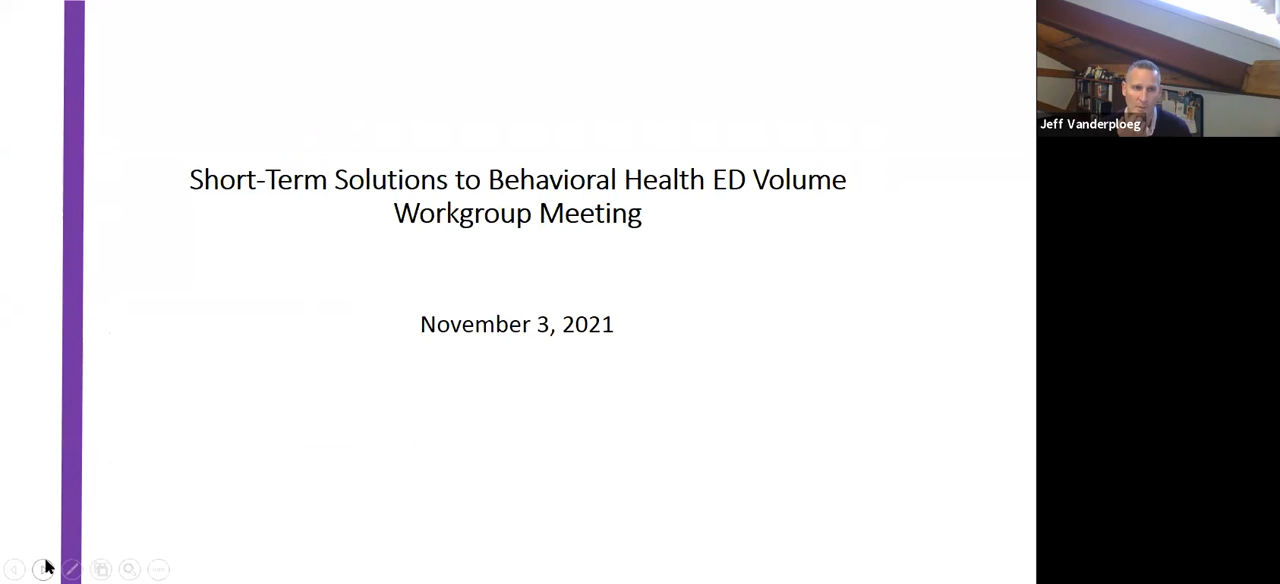 Short-Term Solutions to Behavioral Health ED Volume
Workgroup Meeting
November 3, 2021
Jeff Vanderploeg